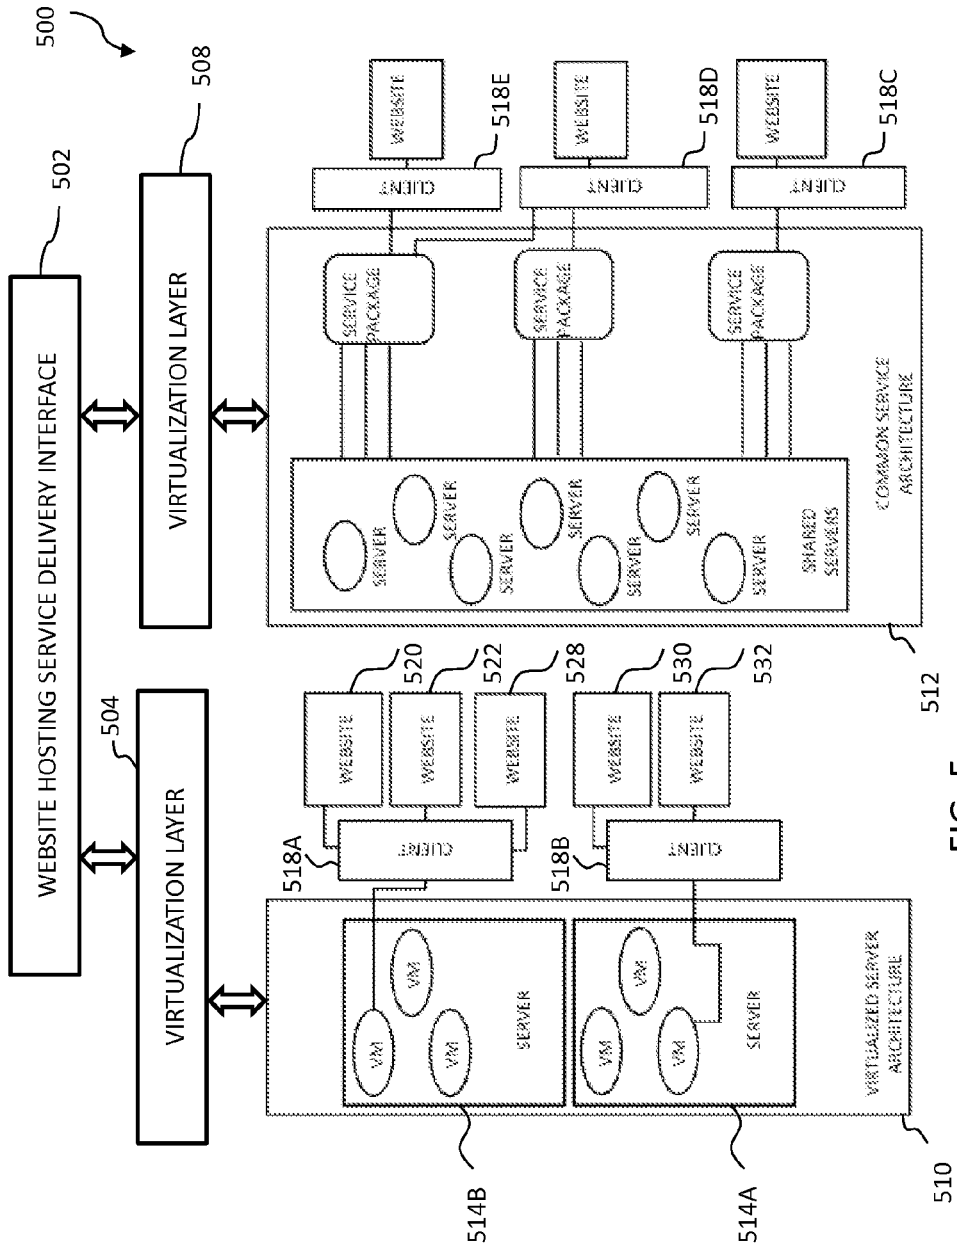 500
WEBSITE HOSTING SERVICE DELIVERY INTERFACE
502
504
VIRTUALIZATION LAYER
VIRTUALIZATION LAYER
508
VM
VM
VM
SERVER
514B
VM
VM
VM
SERVER
514A
VIRTUALIZED SERVER
ARCHITECTURE
510
518A
CLIENT
WEBSITE
520
WEBSITE
522
WEBSITE
528
518B
CLIENT
WEBSITE
530
WEBSITE
532
SERVER
SERVER
SERVER
SERVER
SERVER
SERVER
SERVER
SHARED
SERVERS
SERVICE
PACKAGE
SERVICE
PACKAGE
SERVICE
PACKAGE
COMMON SERVICE
ARCHITECTURE
512
CLIENT
518E
WEBSITE
CLIENT
518D
WEBSITE
CLIENT
518C
WEBSITE